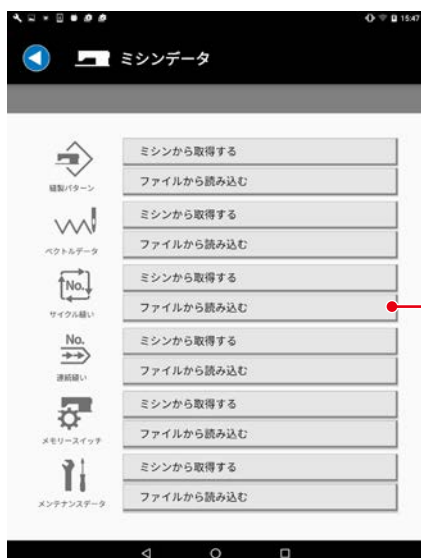 15:47
ミシンデータ
ミシンから取得する
ファイルから読み込む
縫製パターン
ミシンから取得する
ファイルから読み込む
ベクトルデータ
ミシンから取得する
No.
ファイルから読み込む
サイクル縫い
No.
ミシンから取得する
ファイルから読み込む
連続縫い
ミシンから取得する
ファイルから読み込む
メモリースイッチ
ミシンから取得する
ファイルから読み込む
メンテナンスデータ